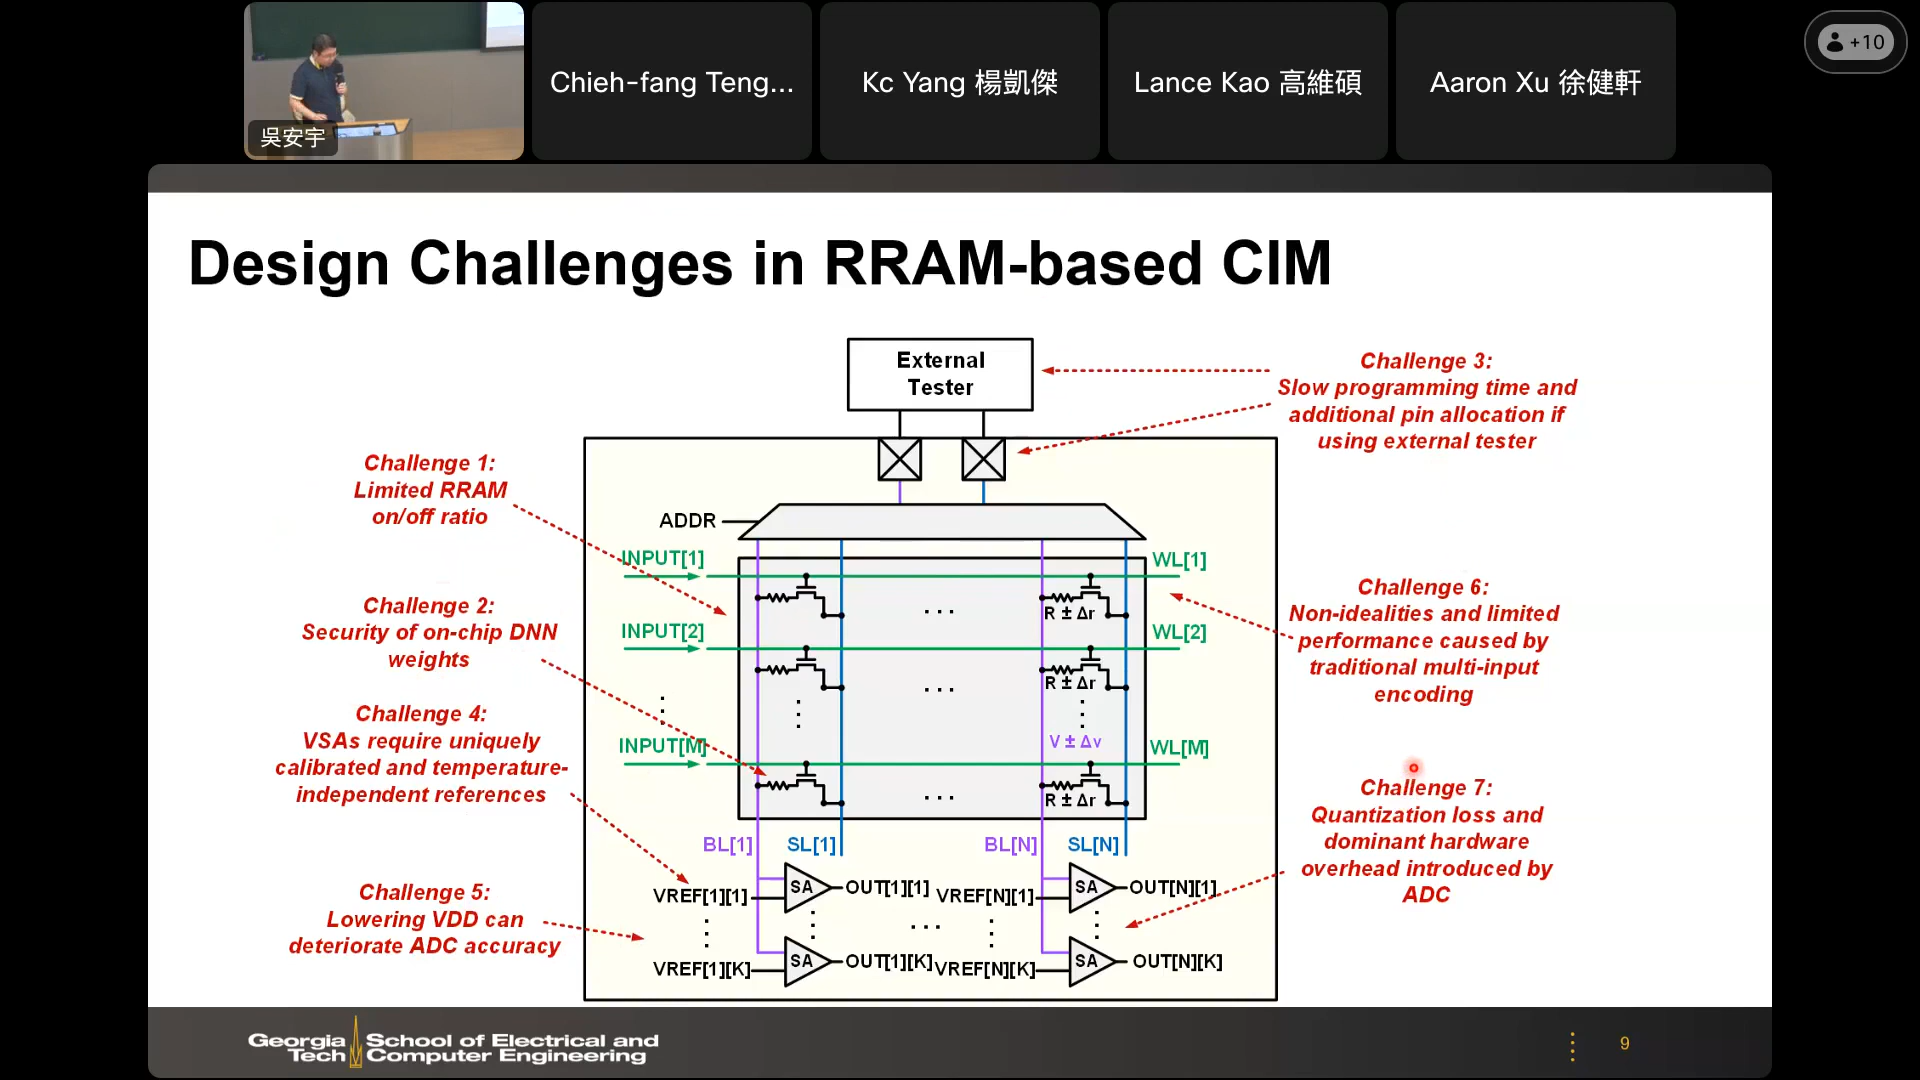 吳安宇
Chieh-fang Teng...
Kc Yang 楊凱傑
Lance Kao 高維碩
Aaron Xu 徐健軒
+10
Design Challenges in RRAM-based CIM
External
Tester
Challenge 3:
Slow programming time and
additional pin allocation if
using external tester
Challenge 1:
Limited RRAM
on/off ratio
ADDR
INPUT[1]
WL[1]
R ± Δr
...
Challenge 2:
Security of on-chip DNN
weights
INPUT[2]
WL[2]
R ± Δr
...
Challenge 6:
Non-idealities and limited
performance caused by
traditional multi-input
encoding
Challenge 4:
VSAs require uniquely
calibrated and temperature-
independent references
INPUT[M]
V ± Δv
WL[M]
R ± Δr
...
Challenge 7:
Quantization loss and
dominant hardware
overhead introduced by
ADC
BL[1]
SL[1]
BL[N]
SL[N]
Challenge 5:
Lowering VDD can
deteriorate ADC accuracy
VREF[1][1]
SA
OUT[1][1]
VREF[N][1]
SA
OUT[N][1]
...
VREF[1][K]
SA
OUT[1][K]
VREF[N][K]
SA
OUT[N][K]
Georgia
Tech
School of Electrical and
Computer Engineering
9